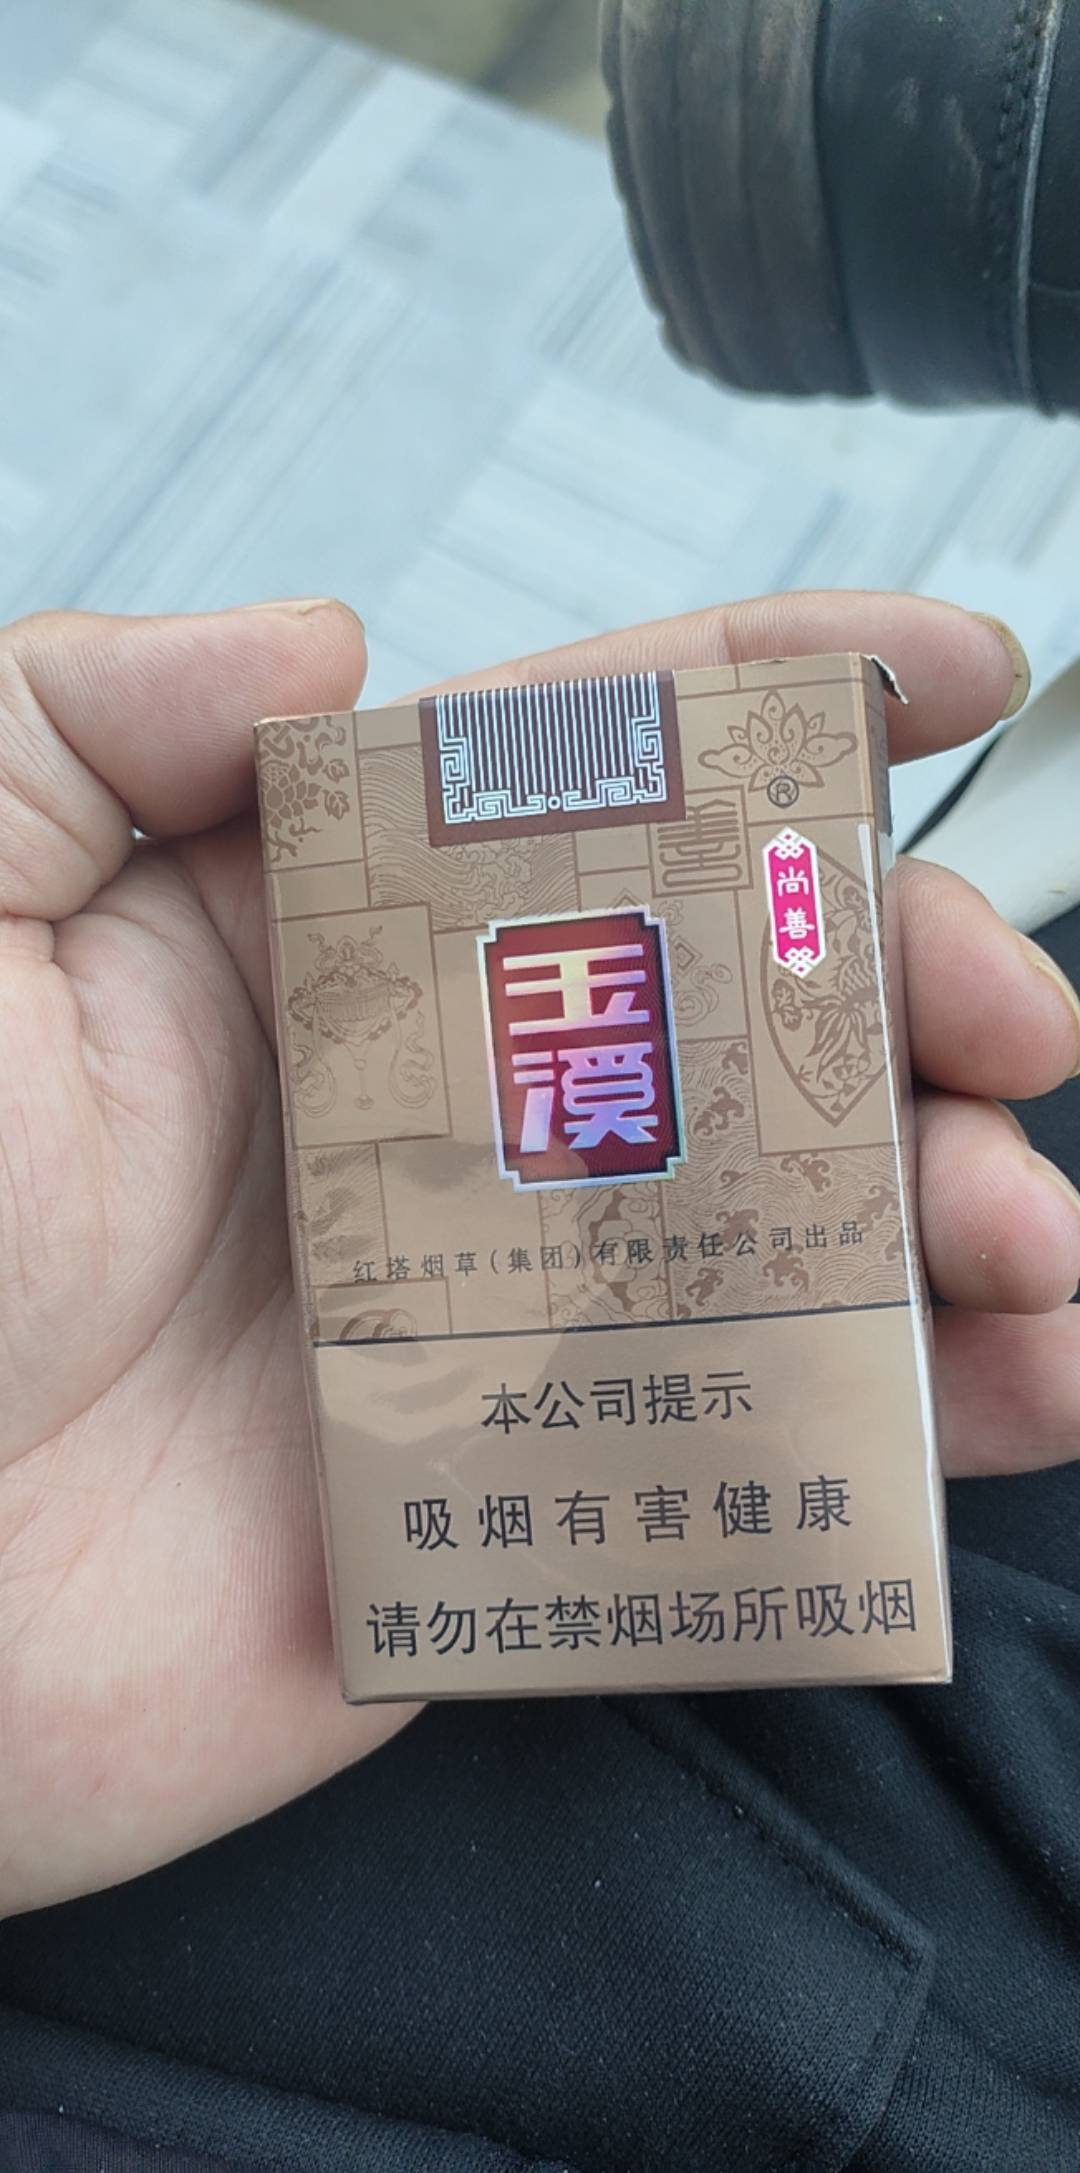 ®
尚善
玉溪
红塔烟草(集团)有限责任公司出品
本公司提示
吸烟有害健康
请勿在禁烟场所吸烟